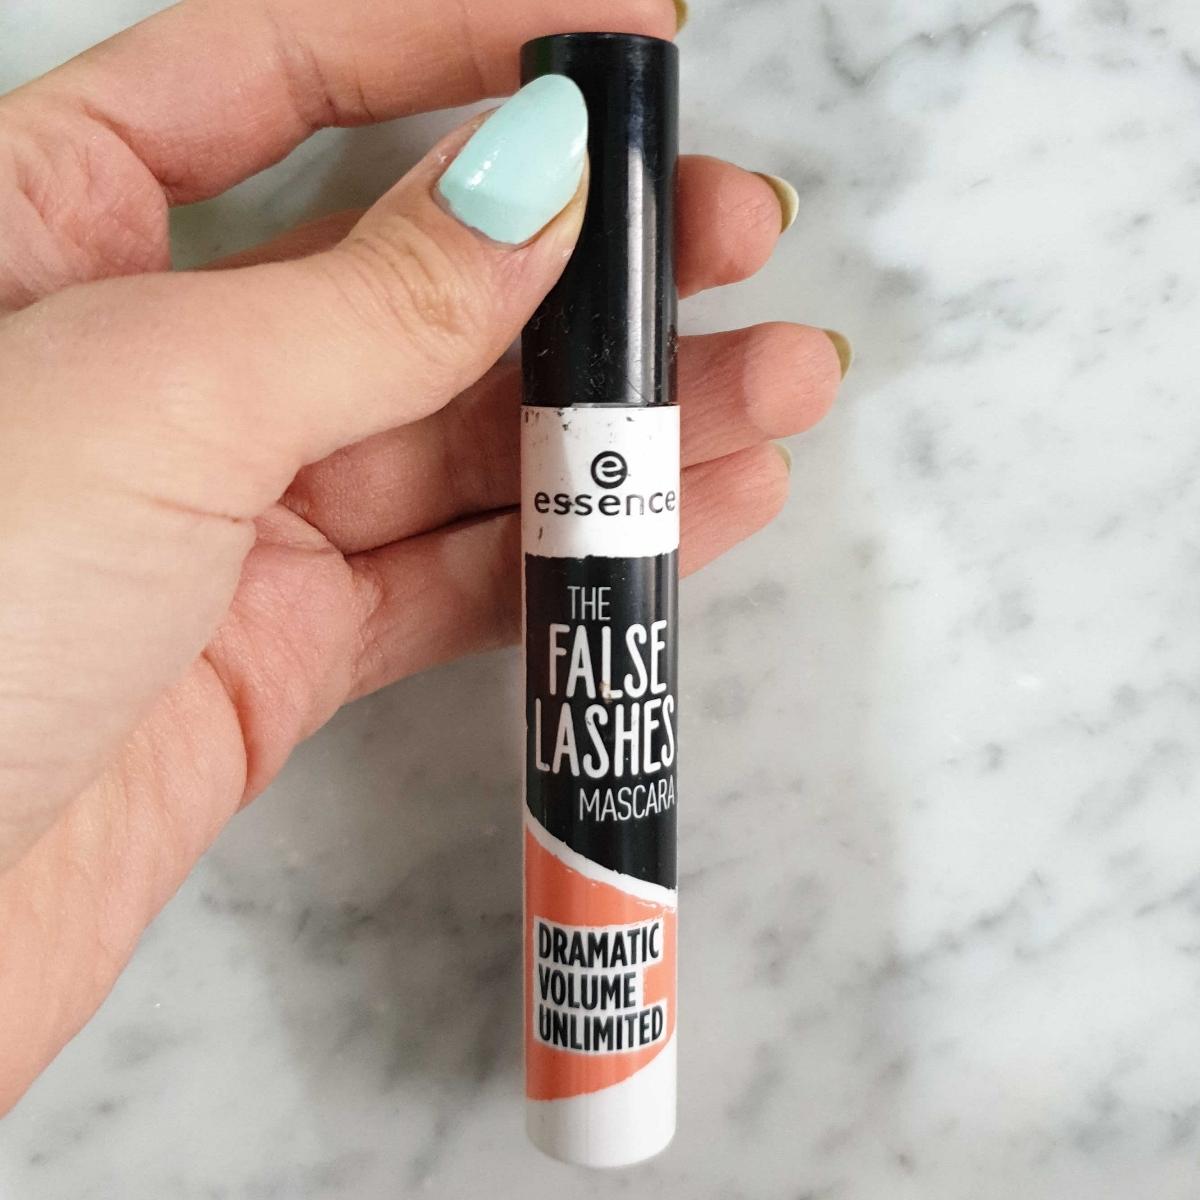 e
essence
THE
FALSE
LASHES
MASCARA
DRAMATIC
VOLUME
UNLIMITED